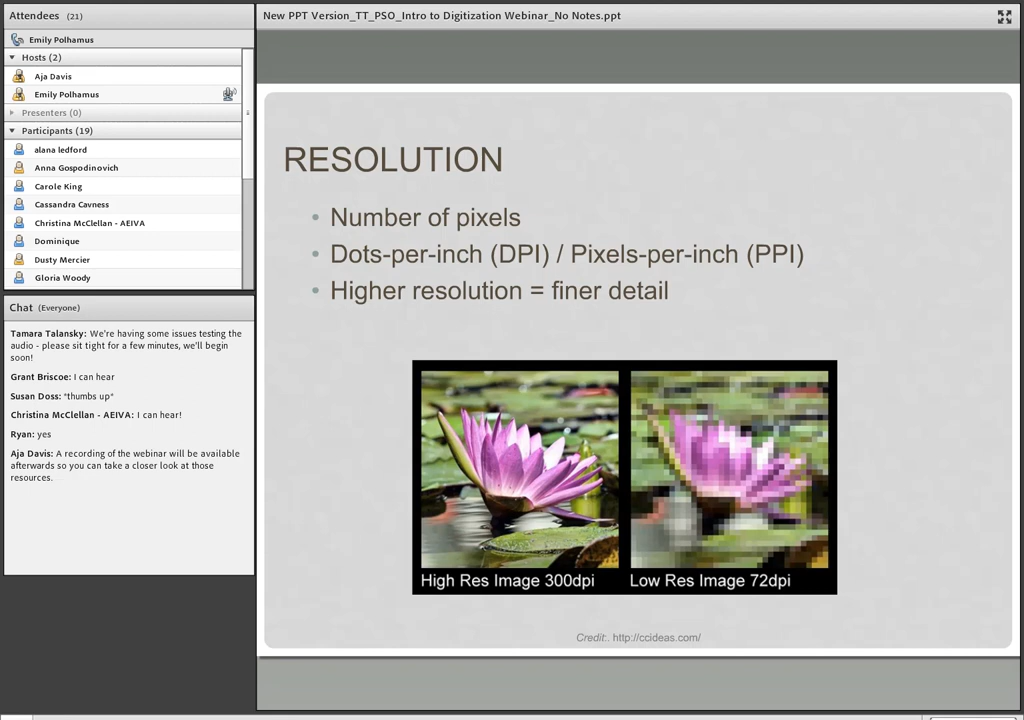 Attendees (21)
Emily Polhamus
Hosts (2)
Aja Davis
Emily Polhamus
Presenters (0)
Participants (19)
alana ledford
Anna Gospodinovich
Carole King
Cassandra Cavness
Christina McClellan - AEIVA
Dominique
Dusty Mercier
Gloria Woody
Chat (Everyone)
Tamara Talansky: We're having some issues testing the
audio - please sit tight for a few minutes, we'll begin
soon!
Grant Briscoe: I can hear
Susan Doss: *thumbs up*
Christina McClellan - AEIVA: I can hear!
Ryan: yes
Aja Davis: A recording of the webinar will be available
afterwards so you can take a closer look at those
resources.
New PPT Version_TT_PSO_Intro to Digitization Webinar_No Notes.ppt
RESOLUTION
• Number of pixels
• Dots-per-inch (DPI) / Pixels-per-inch (PPI)
• Higher resolution = finer detail
High Res Image 300dpi
Low Res Image 72dpi
Credit:. http://ccideas.com/